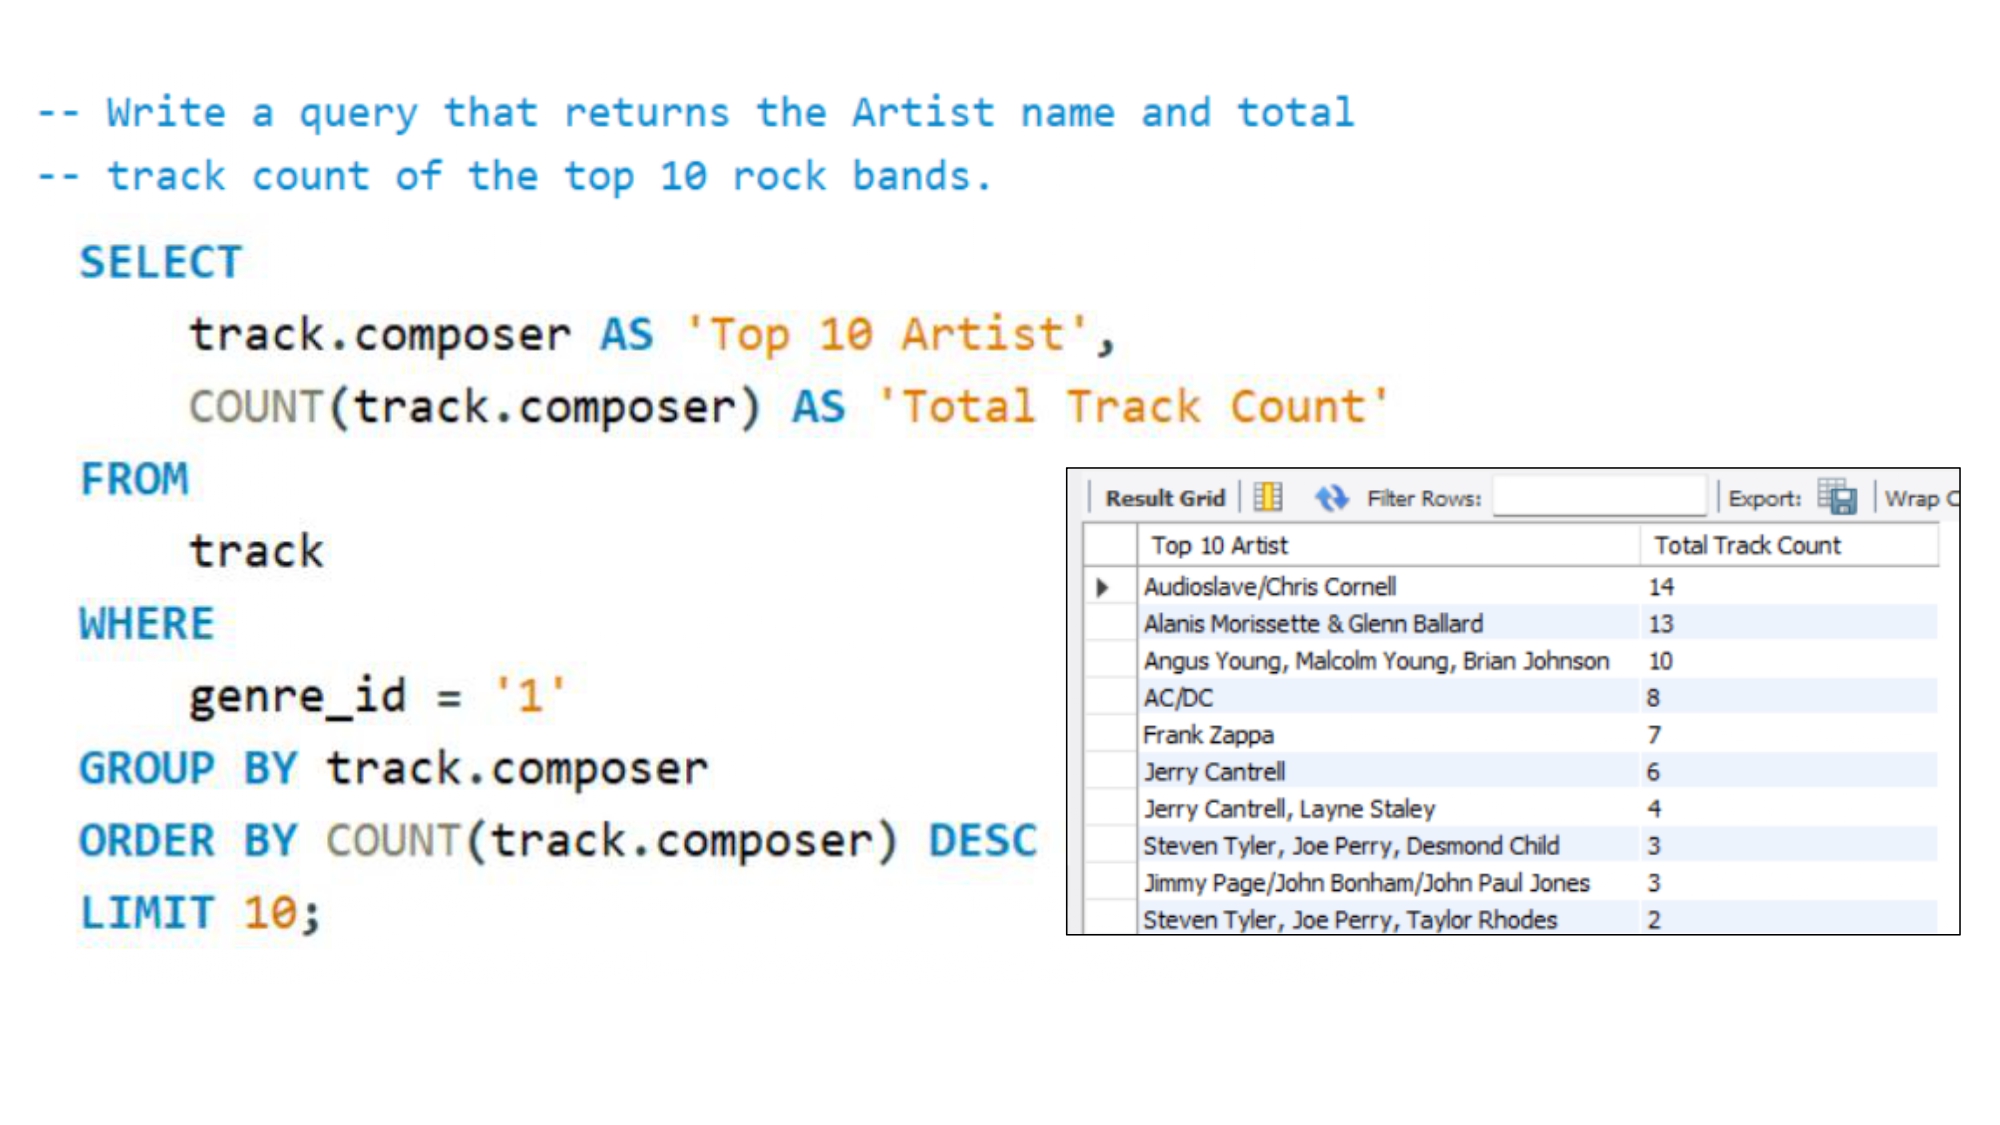 -- Write a query that returns the Artist name and total
-- track count of the top 10 rock bands.
SELECT
track.composer AS 'Top 10 Artist',
COUNT(track.composer) AS 'Total Track Count'
FROM
track
WHERE
genre_id = '1'
GROUP BY track.composer
ORDER BY COUNT(track.composer) DESC
LIMIT 10;
Result Grid Filter Rows: Export: Wrap C
Top 10 Artist Total Track Count
Audioslave/Chris Cornell 14
Alanis Morissette & Glenn Ballard 13
Angus Young, Malcolm Young, Brian Johnson 10
AC/DC 8
Frank Zappa 7
Jerry Cantrell 6
Jerry Cantrell, Layne Staley 4
Steven Tyler, Joe Perry, Desmond Child 3
Jimmy Page/John Bonham/John Paul Jones 3
Steven Tyler, Joe Perry, Taylor Rhodes 2